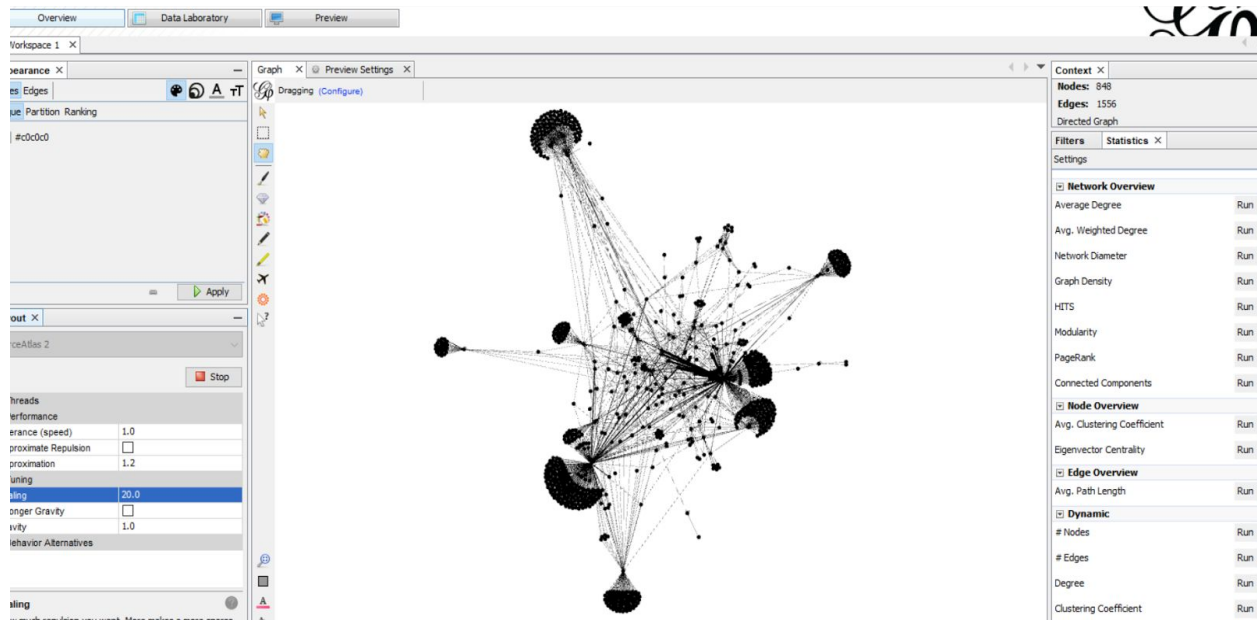 Overview
Data Laboratory
Preview
Workspace 1
pearance
es Edges
ue Partition Ranking
#c0c0c0
Apply
out
rceAtlas 2
Stop
Threads
Performance
erance (speed) 1.0
proximate Repulsion
proximation 1.2
Tuning
aling 20.0
onger Gravity
avity 1.0
Behavior Alternatives
aling
Graph
Preview Settings
Dragging (Configure)
Context
Nodes: 848
Edges: 1556
Directed Graph
Filters
Statistics
Settings
Network Overview
Average Degree Run
Avg. Weighted Degree Run
Network Diameter Run
Graph Density Run
HITS Run
Modularity Run
PageRank Run
Connected Components Run
Node Overview
Avg. Clustering Coefficient Run
Eigenvector Centrality Run
Edge Overview
Avg. Path Length Run
Dynamic
# Nodes Run
# Edges Run
Degree Run
Clustering Coefficient Run